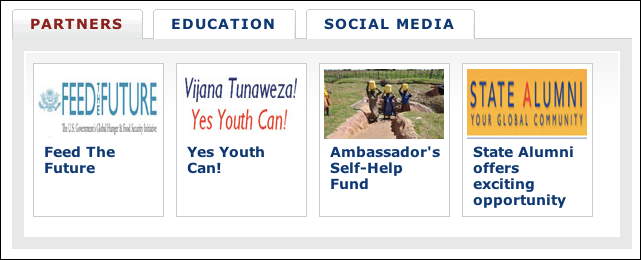 PARTNERS
EDUCATION
SOCIAL MEDIA
FEED THE FUTURE
The U.S. Government's Global Hunger & Food Security Initiative
Feed The
Future
Vijana Tunaweza!
Yes Youth Can!
Yes Youth
Can!
Ambassador's
Self-Help
Fund
STATE ALUMNI
YOUR GLOBAL COMMUNITY
State Alumni
offers
exciting
opportunity